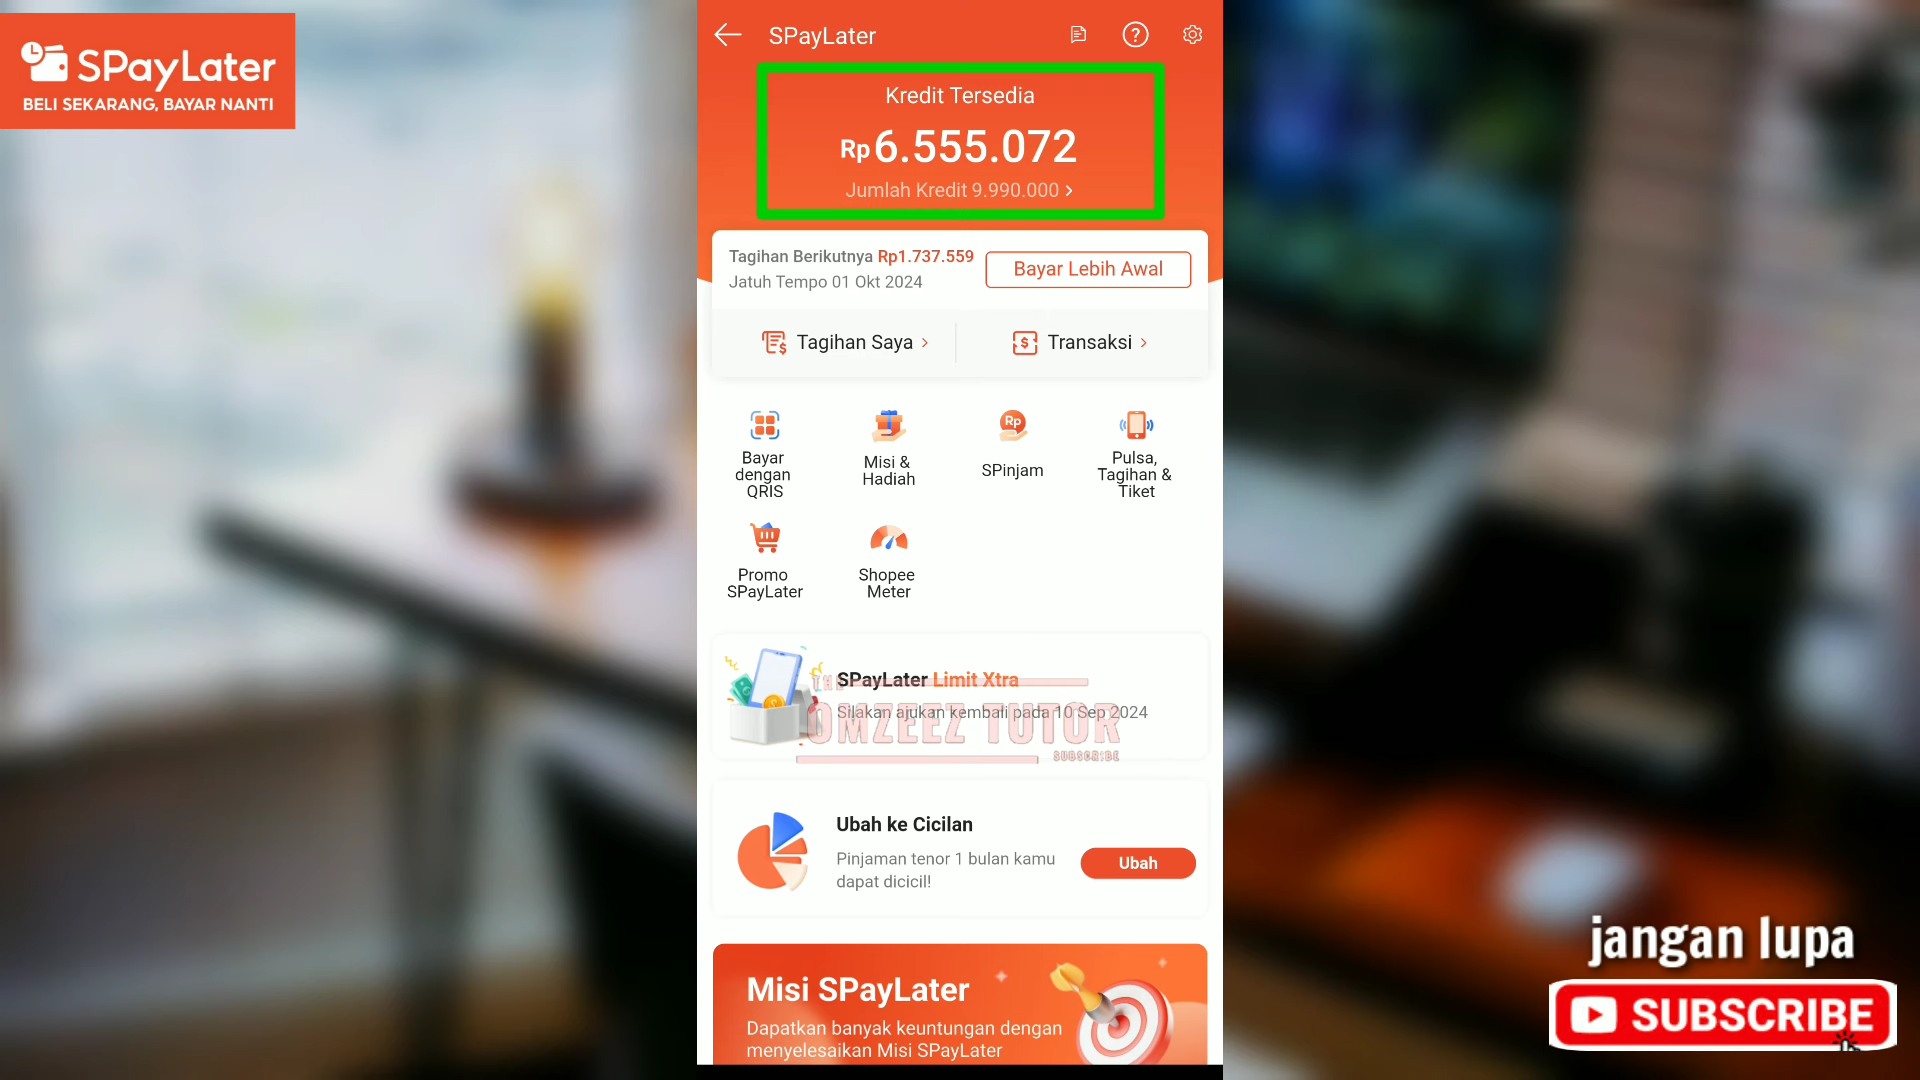 SPayLater
BELI SEKARANG, BAYAR NANTI
SPayLater
?
Kredit Tersedia
Rp6.555.072
Jumlah Kredit 9.990.000 >
Tagihan Berikutnya Rp1.737.559
Bayar Lebih Awal
Jatuh Tempo 01 Okt 2024
Tagihan Saya >
Transaksi >
Bayar
dengan
QRIS
Misi &
Hadiah
Rp
SPinjam
Pulsa,
Tagihan &
Tiket
Promo
SPayLater
Shopee
Meter
SPayLater Limit Xtra
Silakan ajukan kembali pada 10 Sep 2024
THE
OMZEEZ TUTOR
SUBSCRIBE
Ubah ke Cicilan
Pinjaman tenor 1 bulan kamu
dapat dicicil!
Ubah
Misi SPayLater
Dapatkan banyak keuntungan dengan
menyelesaikan Misi SPayLater
jangan lupa
SUBSCRIBE